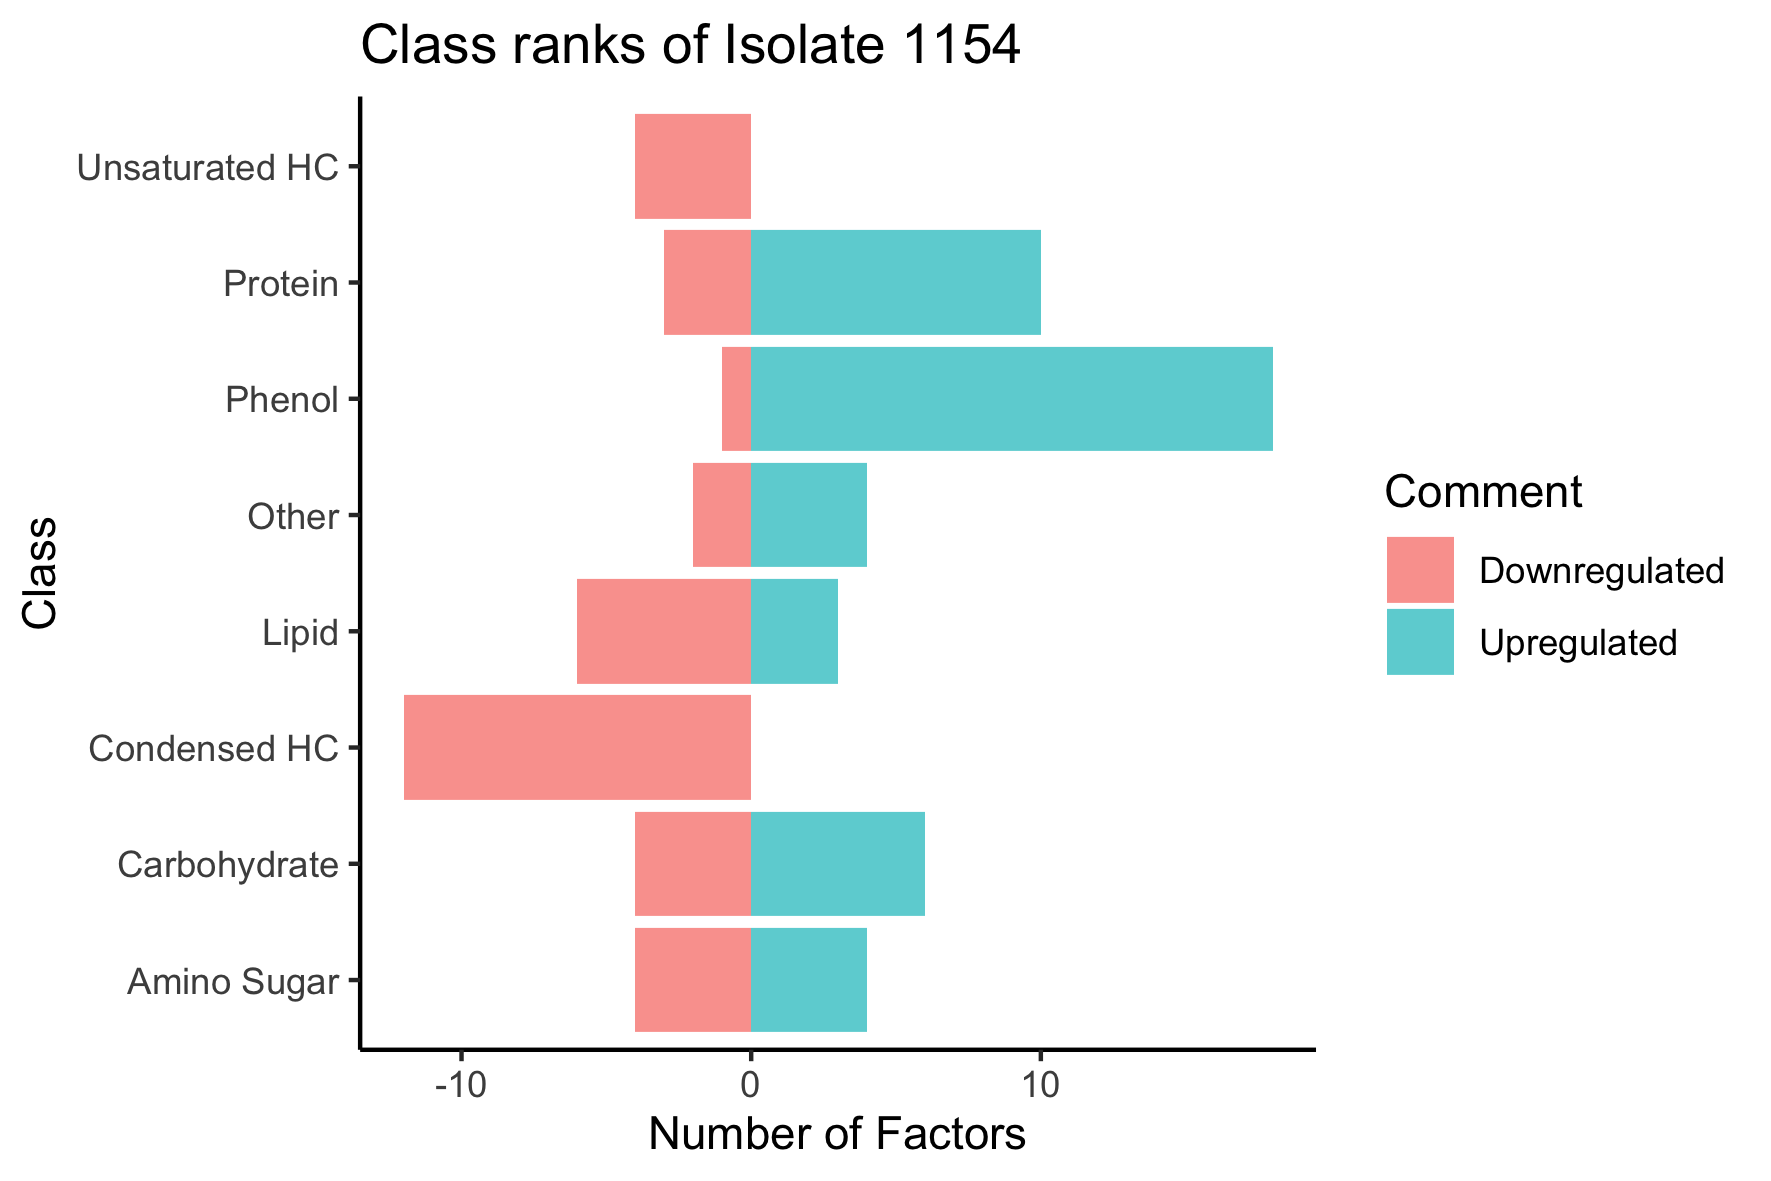 Class ranks of Isolate 1154
Unsaturated HC
Protein
Phenol
Other
Lipid
Condensed HC
Carbohydrate
Amino Sugar
Class
-10 0 10
Number of Factors
Comment
Downregulated
Upregulated